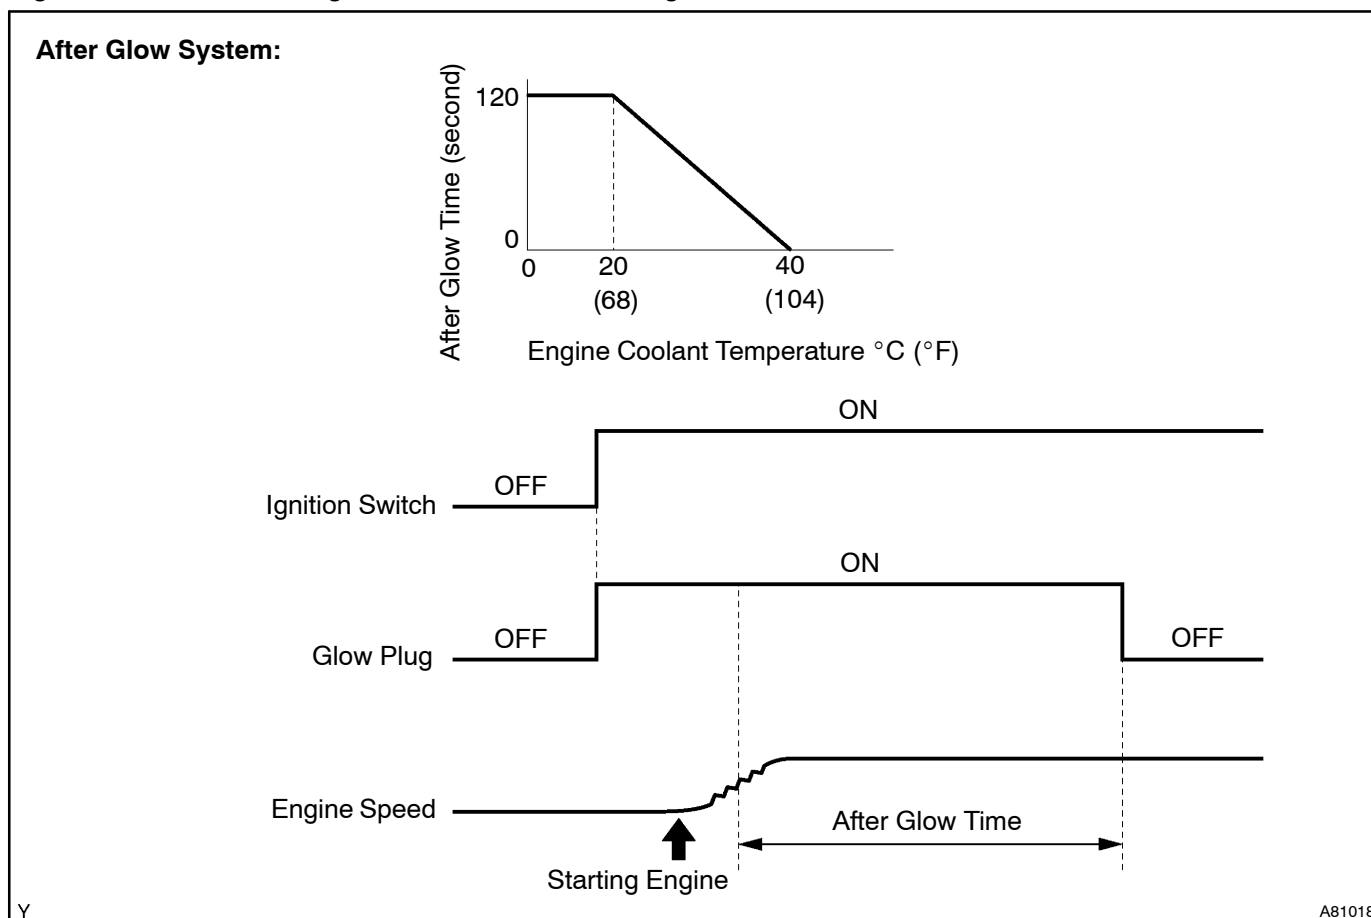 After Glow System:
After Glow Time (second)
120
0
0 20 40
(68) (104)
Engine Coolant Temperature °C (°F)
ON
OFF
Ignition Switch
ON
OFF OFF
Glow Plug
Engine Speed
After Glow Time
Starting Engine
Y A81018